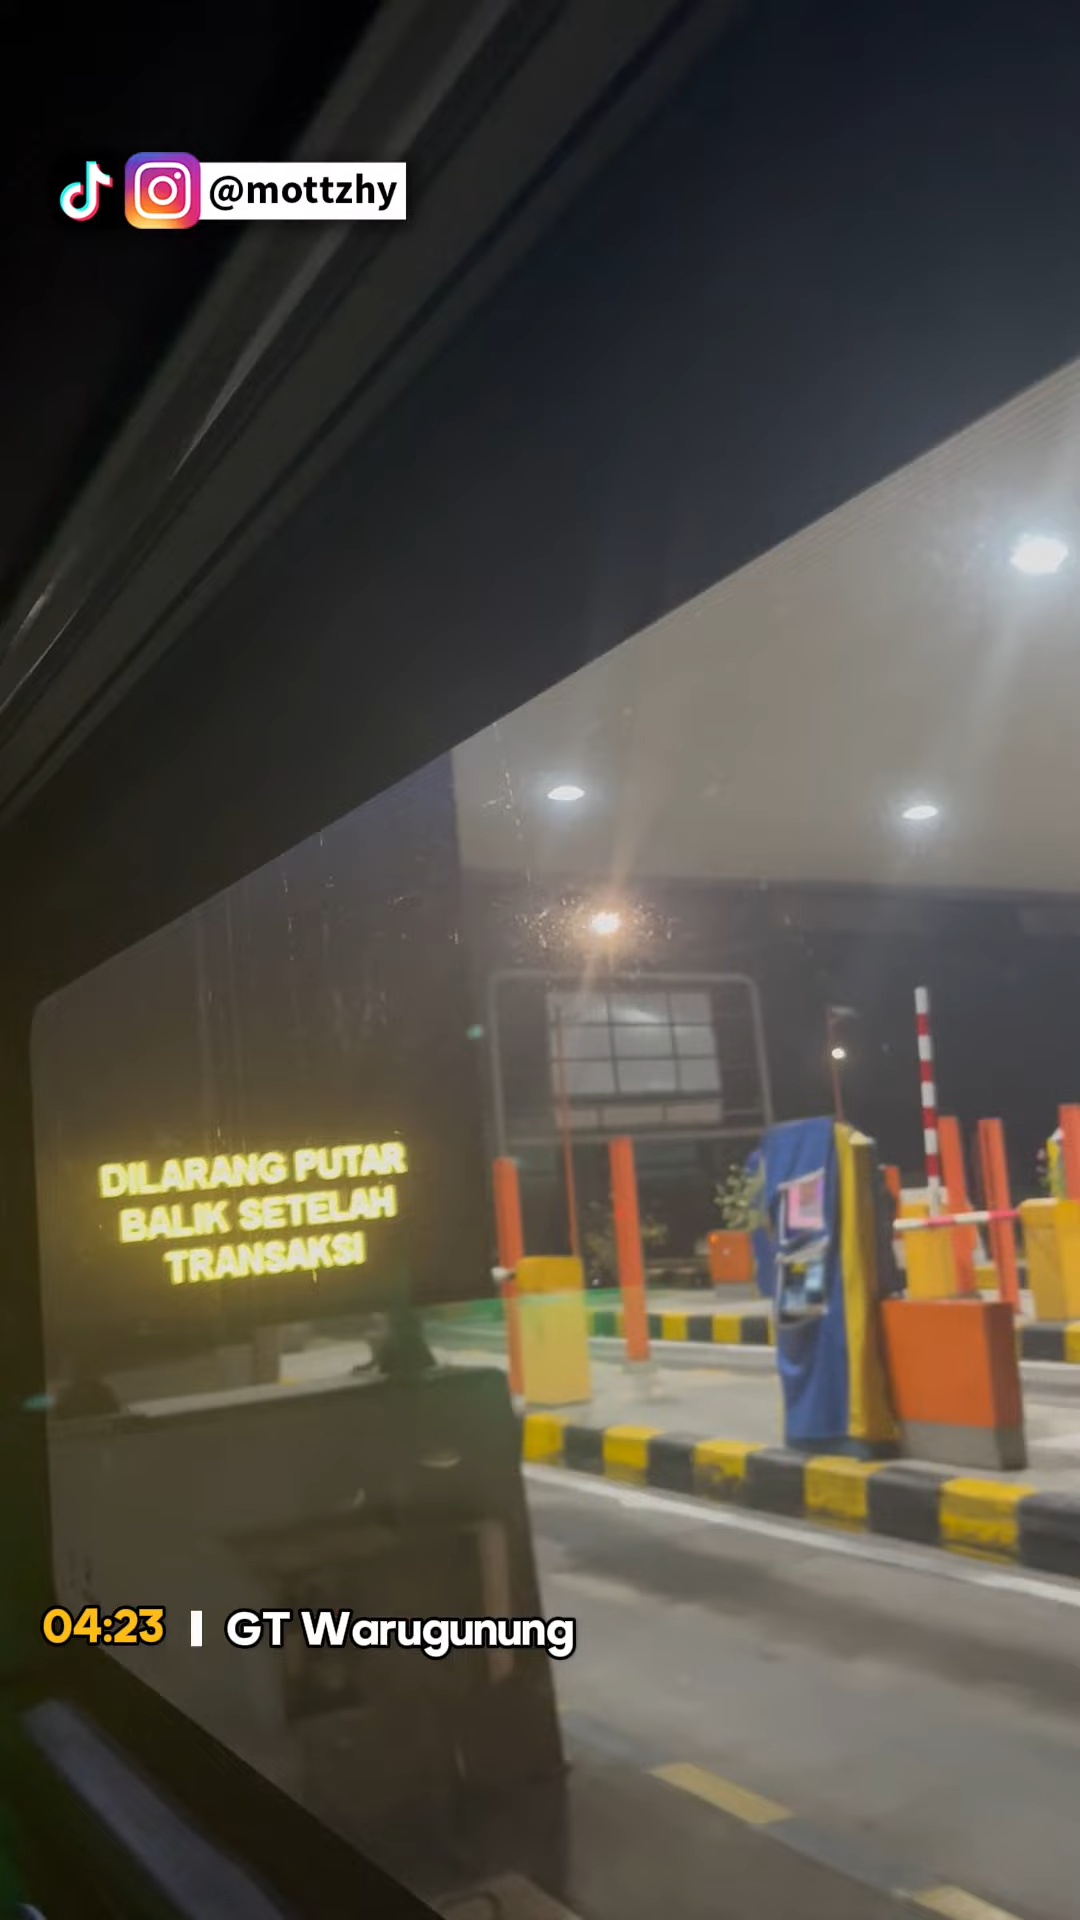 @mottzhy
DILARANG PUTAR
BALIK SETELAH
TRANSAKSI
04:23 | GT Warugunung